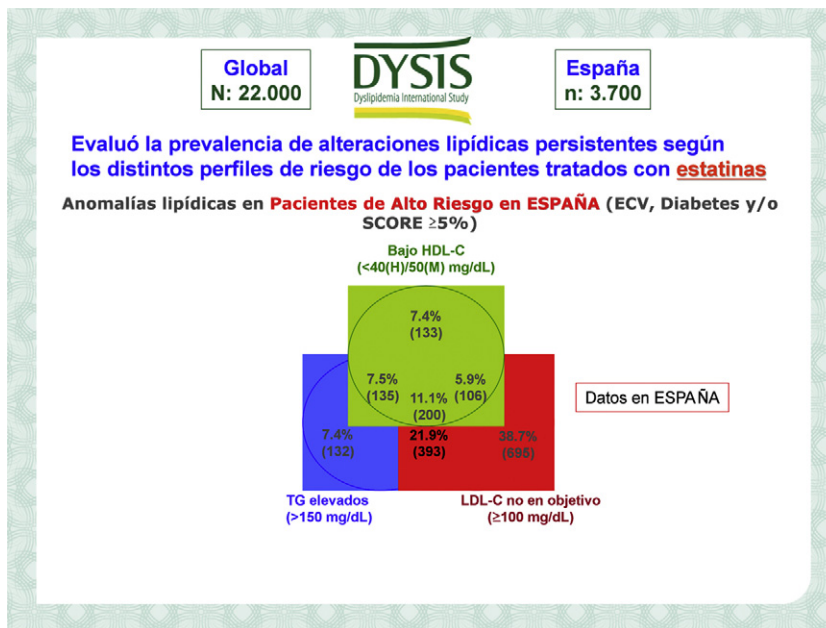 Global
N: 22.000
DYSIS
Dyslipidemia International Study
España
n: 3.700
Evaluó la prevalencia de alteraciones lipídicas persistentes según
los distintos perfiles de riesgo de los pacientes tratados con estatinas
Anomalías lipídicas en Pacientes de Alto Riesgo en ESPAÑA (ECV, Diabetes y/o
SCORE ≥5%)
Bajo HDL-C
(<40(H)/50(M) mg/dL)
7.4%
(133)
7.5%
(135)
11.1%
(200)
5.9%
(106)
7.4%
(132)
21.9%
(393)
38.7%
(695)
Datos en ESPAÑA
TG elevados
(>150 mg/dL)
LDL-C no en objetivo
(≥100 mg/dL)